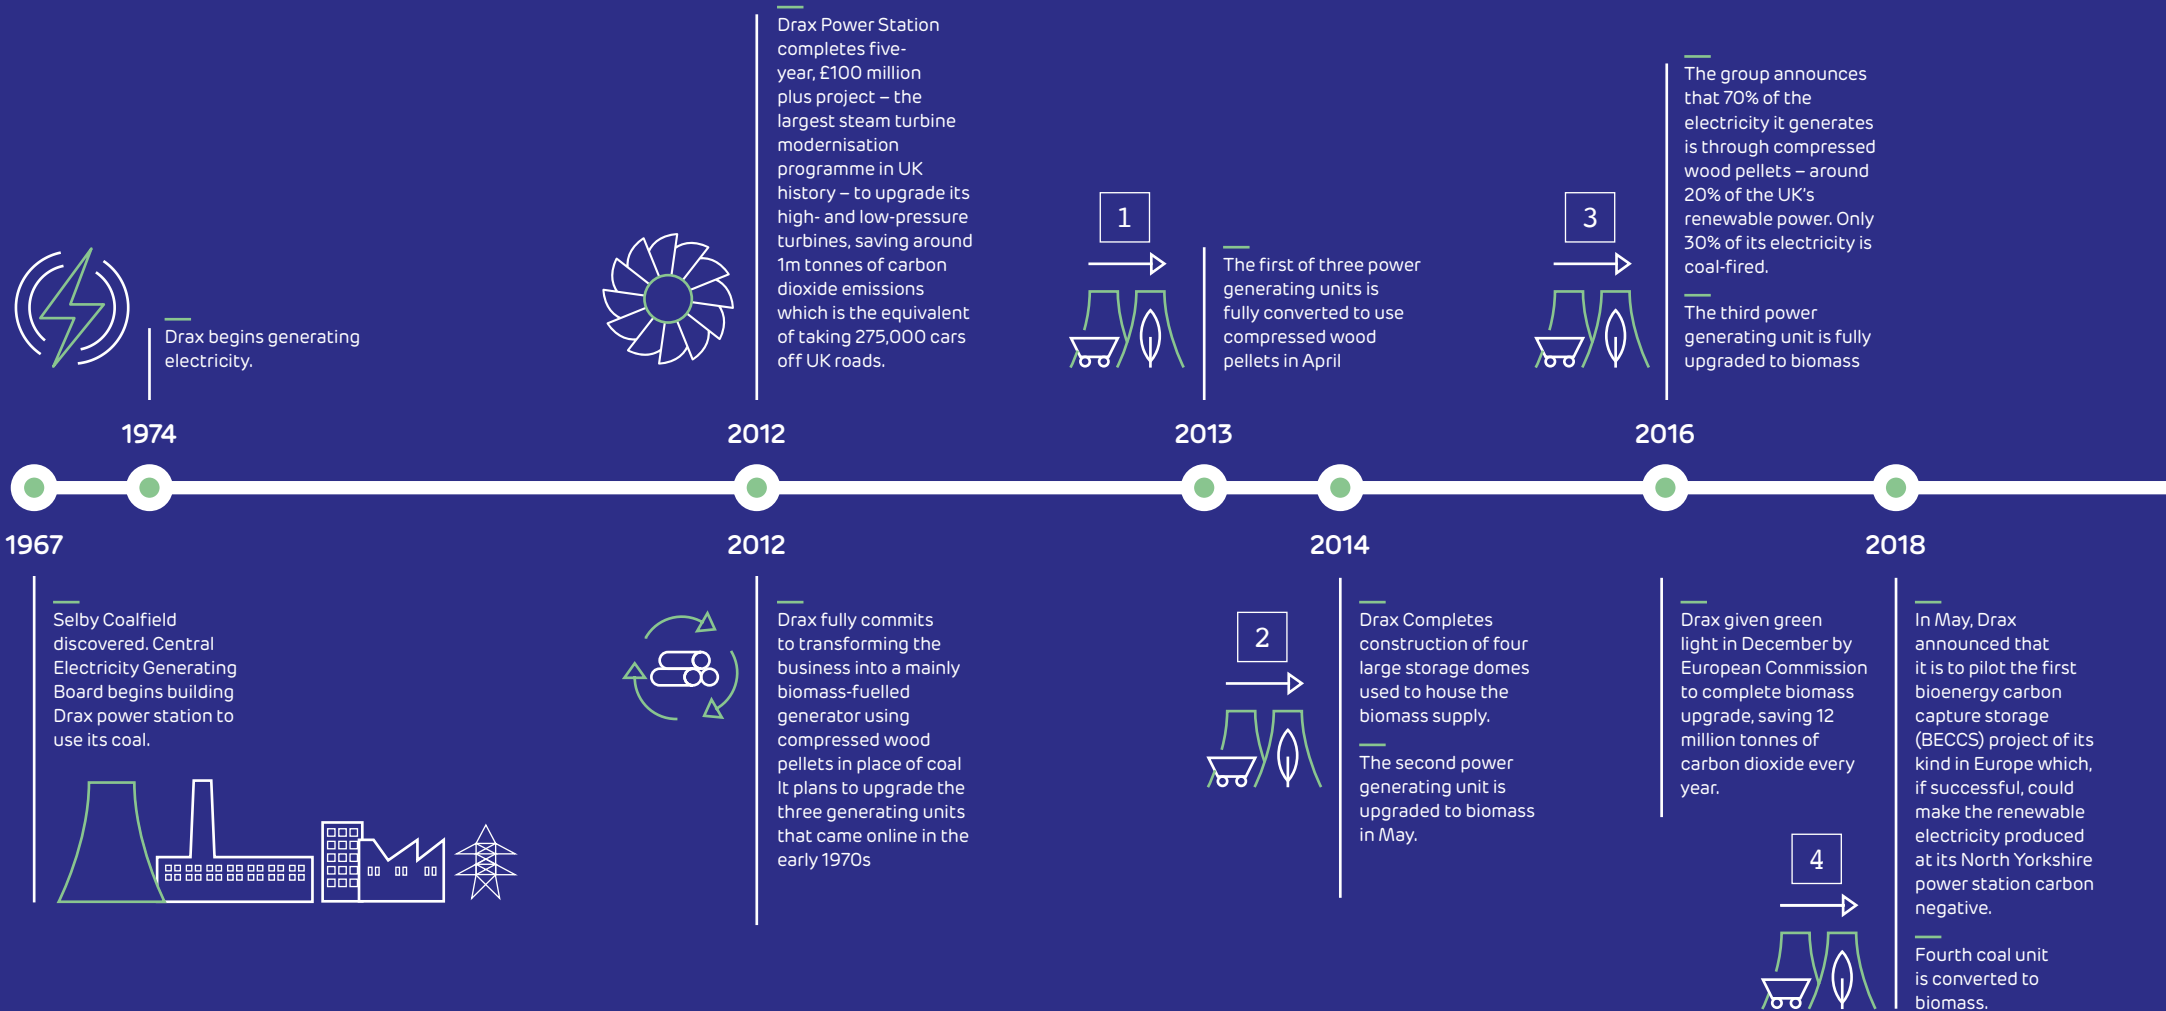 1967
Selby Coalfield
discovered. Central
Electricity Generating
Board begins building
Drax power station to
use its coal.
1974
Drax begins generating
electricity.
2012
Drax Power Station
completes five-
year, £100 million
plus project – the
largest steam turbine
modernisation
programme in UK
history – to upgrade its
high- and low-pressure
turbines, saving around
1m tonnes of carbon
dioxide emissions
which is the equivalent
of taking 275,000 cars
off UK roads.
2012
Drax fully commits
to transforming the
business into a mainly
biomass-fuelled
generator using
compressed wood
pellets in place of coal
It plans to upgrade the
three generating units
that came online in the
early 1970s
1
2013
The first of three power
generating units is
fully converted to use
compressed wood
pellets in April
2
2014
Drax Completes
construction of four
large storage domes
used to house the
biomass supply.
The second power
generating unit is
upgraded to biomass
in May.
3
2016
The group announces
that 70% of the
electricity it generates
is through compressed
wood pellets – around
20% of the UK's
renewable power. Only
30% of its electricity is
coal-fired.
The third power
generating unit is fully
upgraded to biomass
Drax given green
light in December by
European Commission
to complete biomass
upgrade, saving 12
million tonnes of
carbon dioxide every
year.
4
2018
In May, Drax
announced that
it is to pilot the first
bioenergy carbon
capture storage
(BECCS) project of its
kind in Europe which,
if successful, could
make the renewable
electricity produced
at its North Yorkshire
power station carbon
negative.
Fourth coal unit
is converted to
biomass.